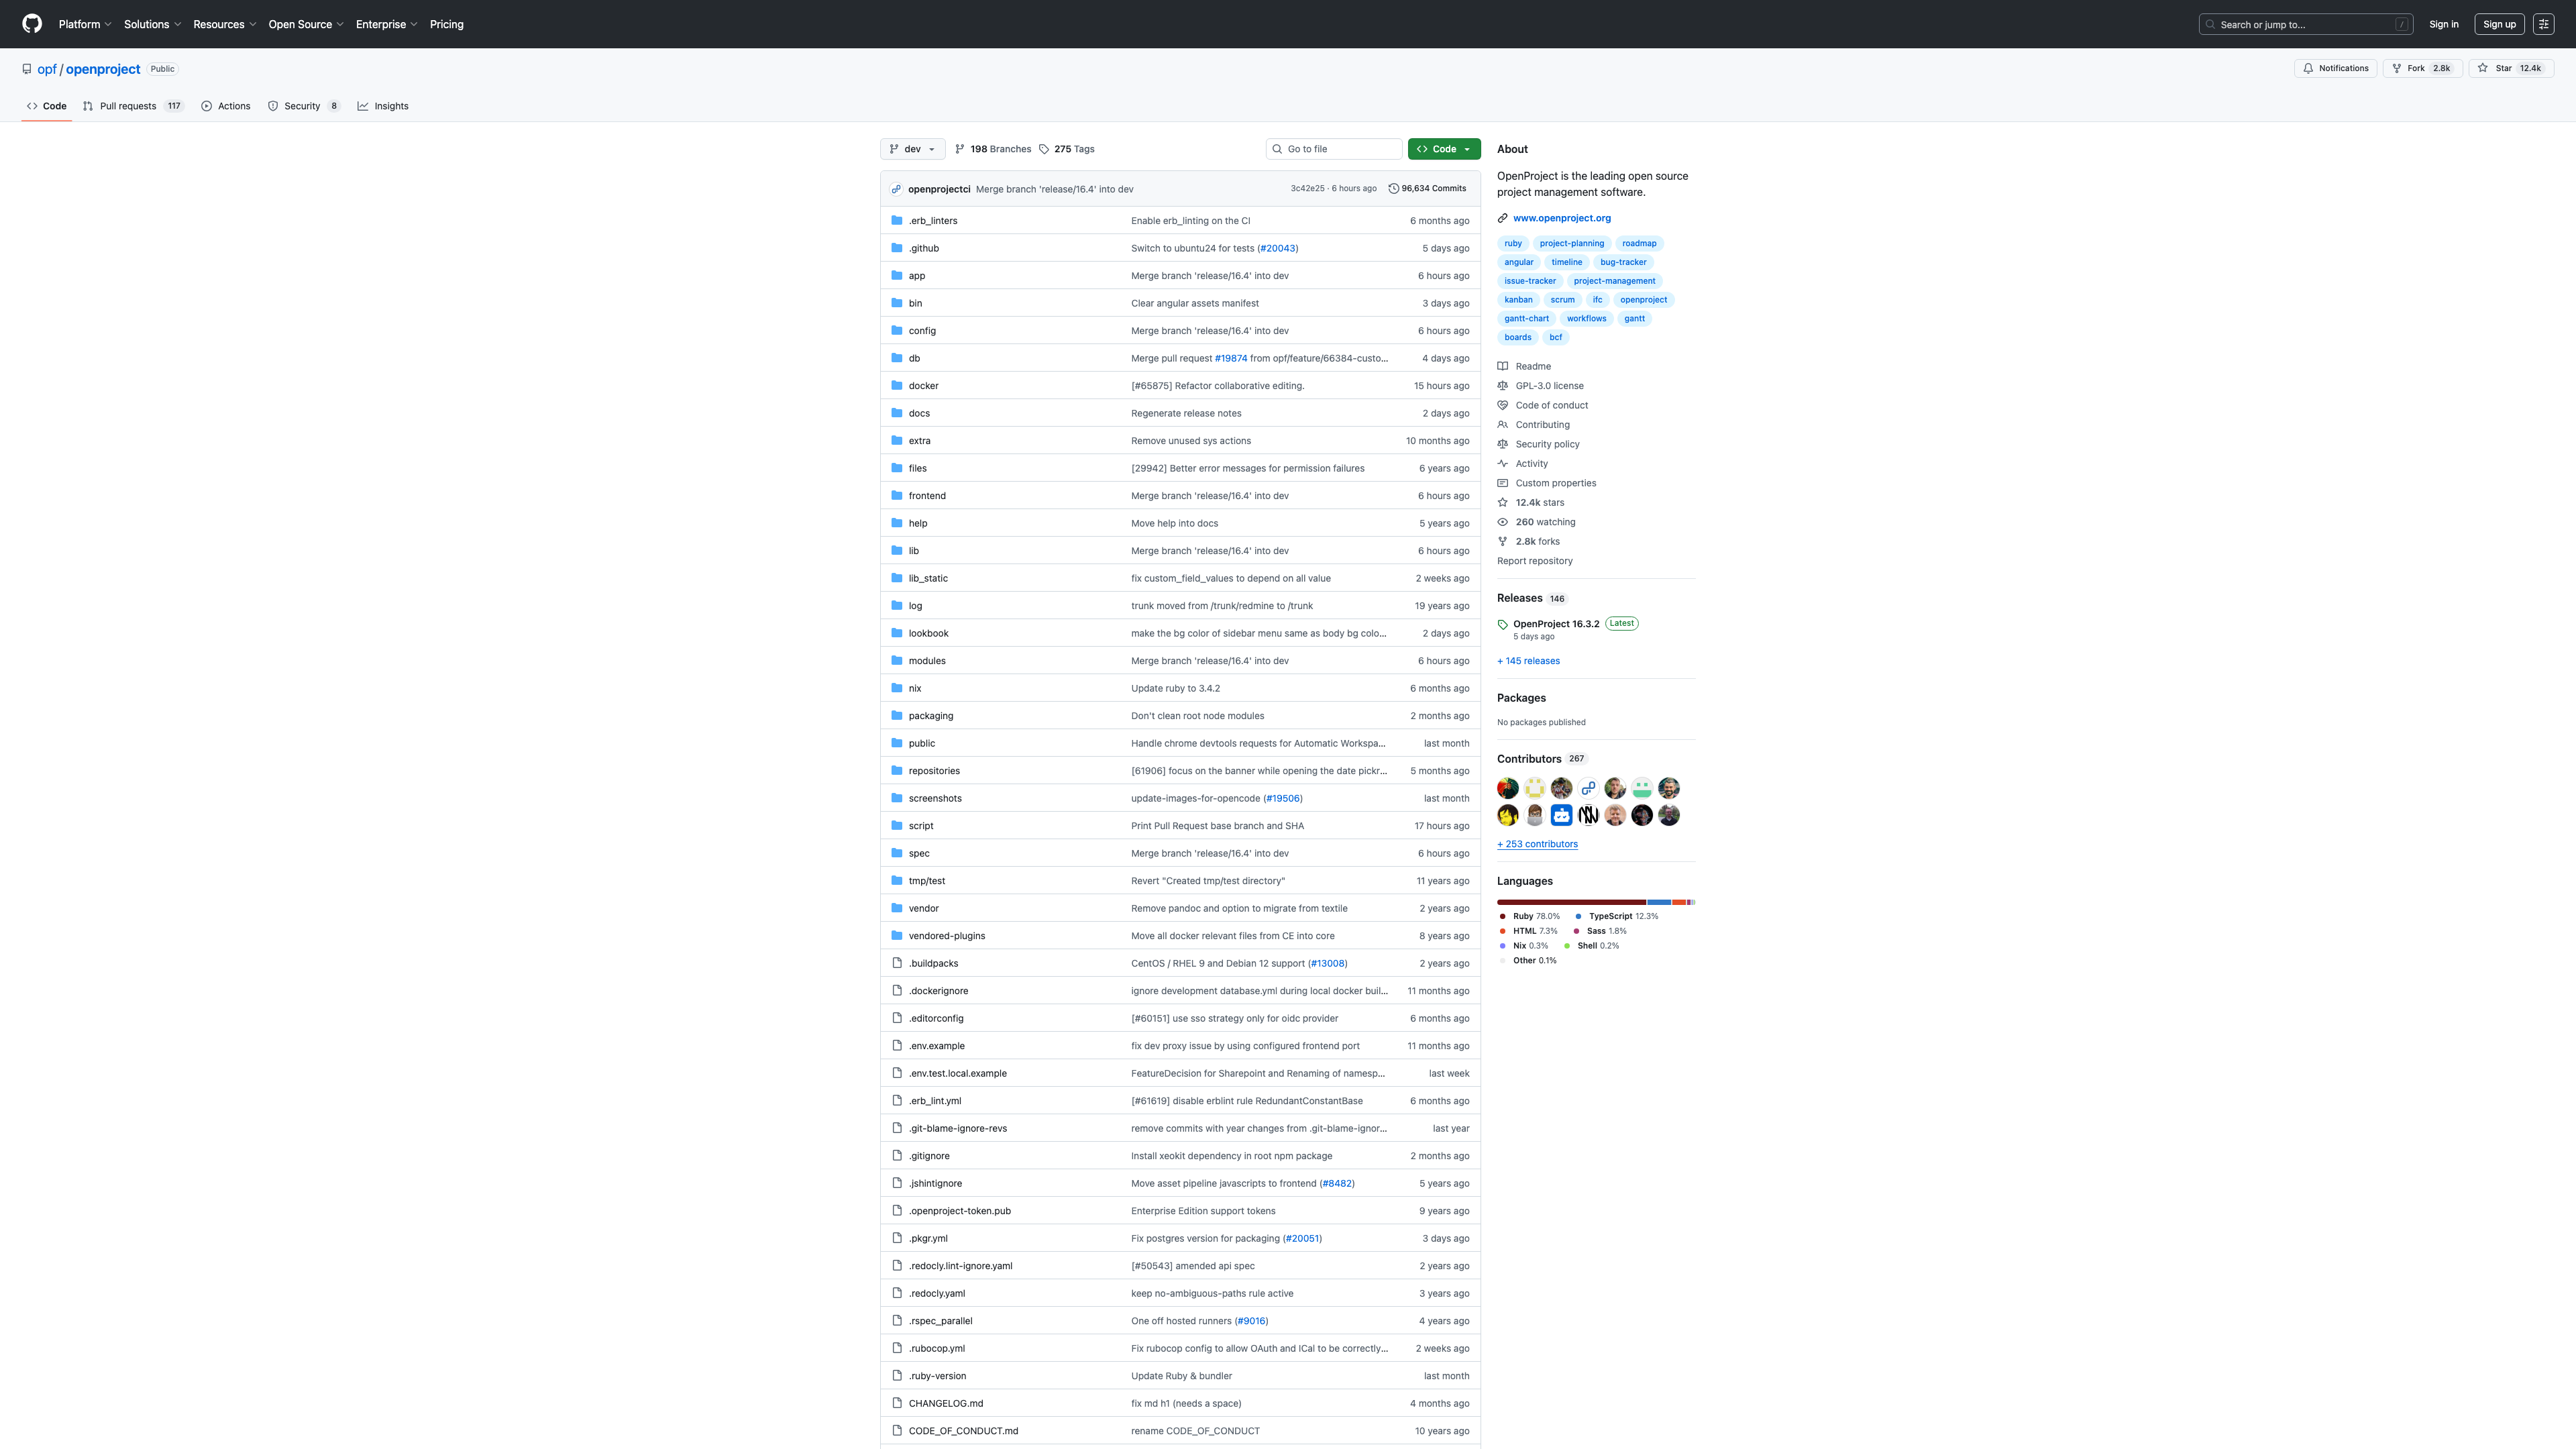 Platform Solutions Resources Open Source Enterprise Pricing Search or jump to... / Sign in Sign up
opf / openproject Public Notifications Fork 2.8k Star 12.4k
Code Pull requests 117 Actions Security 8 Insights
dev 198 Branches 275 Tags Go to file Code
openprojectci Merge branch 'release/16.4' into dev 3c42e25 · 6 hours ago 96,634 Commits
.erb_linters Enable erb_linting on the CI 6 months ago
.github Switch to ubuntu24 for tests (#20043) 5 days ago
app Merge branch 'release/16.4' into dev 6 hours ago
bin Clear angular assets manifest 3 days ago
config Merge branch 'release/16.4' into dev 6 hours ago
db Merge pull request #19874 from opf/feature/66384-custo... 4 days ago
docker [#65875] Refactor collaborative editing. 15 hours ago
docs Regenerate release notes 2 days ago
extra Remove unused sys actions 10 months ago
files [29942] Better error messages for permission failures 6 years ago
frontend Merge branch 'release/16.4' into dev 6 hours ago
help Move help into docs 5 years ago
lib Merge branch 'release/16.4' into dev 6 hours ago
lib_static fix custom_field_values to depend on all value 2 weeks ago
log trunk moved from /trunk/redmine to /trunk 19 years ago
lookbook make the bg color of sidebar menu same as body bg colo... 2 days ago
modules Merge branch 'release/16.4' into dev 6 hours ago
nix Update ruby to 3.4.2 6 months ago
packaging Don't clean root node modules 2 months ago
public Handle chrome devtools requests for Automatic Workspa... last month
repositories [61906] focus on the banner while opening the date pickr... 5 months ago
screenshots update-images-for-opencode (#19506) last month
script Print Pull Request base branch and SHA 17 hours ago
spec Merge branch 'release/16.4' into dev 6 hours ago
tmp/test Revert "Created tmp/test directory" 11 years ago
vendor Remove pandoc and option to migrate from textile 2 years ago
vendored-plugins Move all docker relevant files from CE into core 8 years ago
.buildpacks CentOS / RHEL 9 and Debian 12 support (#13008) 2 years ago
.dockerignore ignore development database.yml during local docker buil... 11 months ago
.editorconfig [#60151] use sso strategy only for oidc provider 6 months ago
.env.example fix dev proxy issue by using configured frontend port 11 months ago
.env.test.local.example FeatureDecision for Sharepoint and Renaming of namesp... last week
.erb_lint.yml [#61619] disable erblint rule RedundantConstantBase 6 months ago
.git-blame-ignore-revs remove commits with year changes from .git-blame-ignor... last year
.gitignore Install xeokit dependency in root npm package 2 months ago
.jshintignore Move asset pipeline javascripts to frontend (#8482) 5 years ago
.openproject-token.pub Enterprise Edition support tokens 9 years ago
.pkgr.yml Fix postgres version for packaging (#20051) 3 days ago
.redocly.lint-ignore.yaml [#50543] amended api spec 2 years ago
.redocly.yaml keep no-ambiguous-paths rule active 3 years ago
.rspec_parallel One off hosted runners (#9016) 4 years ago
.rubocop.yml Fix rubocop config to allow OAuth and ICal to be correctly... 2 weeks ago
.ruby-version Update Ruby & bundler last month
CHANGELOG.md fix md h1 (needs a space) 4 months ago
CODE_OF_CONDUCT.md rename CODE_OF_CONDUCT 10 years ago
About
OpenProject is the leading open source
project management software.
www.openproject.org
ruby project-planning roadmap
angular timeline bug-tracker
issue-tracker project-management
kanban scrum ifc openproject
gantt-chart workflows gantt
boards bcf
Readme
GPL-3.0 license
Code of conduct
Contributing
Security policy
Activity
Custom properties
12.4k stars
260 watching
2.8k forks
Report repository
Releases 146
OpenProject 16.3.2 Latest
5 days ago
+ 145 releases
Packages
No packages published
Contributors 267
+ 253 contributors
Languages
Ruby 78.0% TypeScript 12.3%
HTML 7.3% Sass 1.8%
Nix 0.3% Shell 0.2%
Other 0.1%